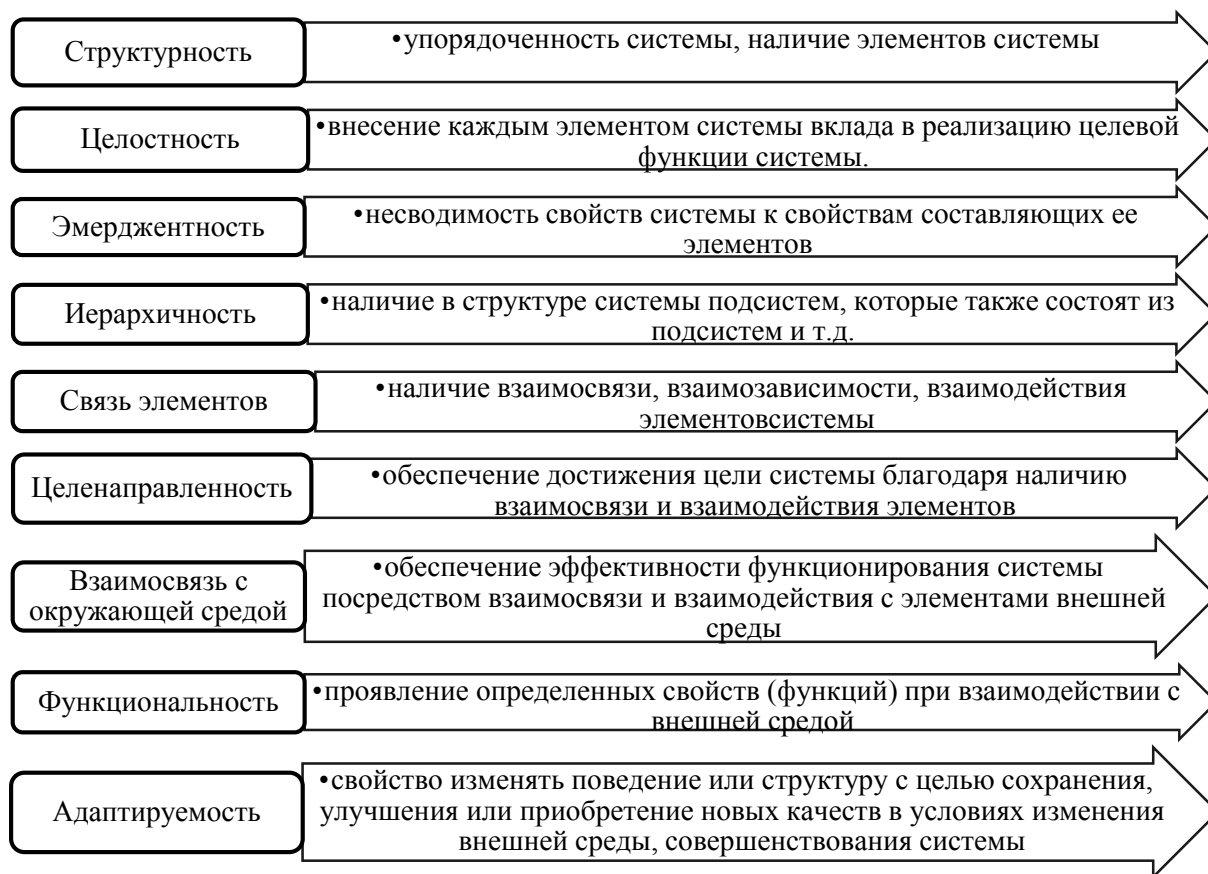 Структурность
•упорядоченность системы, наличие элементов системы
Целостность
•внесение каждым элементом системы вклада в реализацию целевой
функции системы.
Эмерджентность
•несводимость свойств системы к свойствам составляющих ее
элементов
Иерархичность
•наличие в структуре системы подсистем, которые также состоят из
подсистем и т.д.
Связь элементов
•наличие взаимосвязи, взаимозависимости, взаимодействия
элементовсистемы
Целенаправленность
•обеспечение достижения цели системы благодаря наличию
взаимосвязи и взаимодействия элементов
Взаимосвязь с
окружающей средой
•обеспечение эффективности функционирования системы
посредством взаимосвязи и взаимодействия с элементами внешней
среды
Функциональность
•проявление определенных свойств (функций) при взаимодействии с
внешней средой
Адаптируемость
•свойство изменять поведение или структуру с целью сохранения,
улучшения или приобретение новых качеств в условиях изменения
внешней среды, совершенствования системы